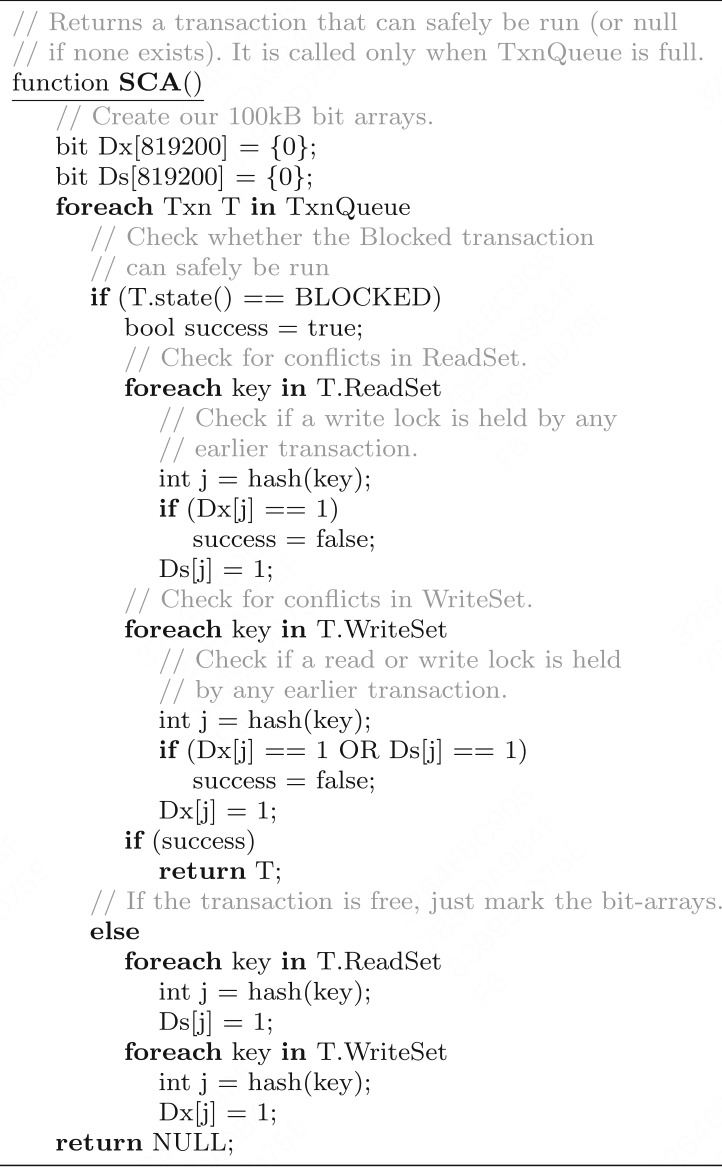 // Returns a transaction that can safely be run (or null
// if none exists). It is called only when TxnQueue is full.
function SCA()
// Create our 100kB bit arrays.
bit Dx[819200] = {0};
bit Ds[819200] = {0};
foreach Txn T in TxnQueue
// Check whether the Blocked transaction
// can safely be run
if (T.state() == BLOCKED)
bool success = true;
// Check for conflicts in ReadSet.
foreach key in T.ReadSet
// Check if a write lock is held by any
// earlier transaction.
int j = hash(key);
if (Dx[j] == 1)
success = false;
Ds[j] = 1;
// Check for conflicts in WriteSet.
foreach key in T.WriteSet
// Check if a read or write lock is held
// by any earlier transaction.
int j = hash(key);
if (Dx[j] == 1 OR Ds[j] == 1)
success = false;
Dx[j] = 1;
if (success)
return T;
// If the transaction is free, just mark the bit-arrays.
else
foreach key in T.ReadSet
int j = hash(key);
Ds[j] = 1;
foreach key in T.WriteSet
int j = hash(key);
Dx[j] = 1;
return NULL;